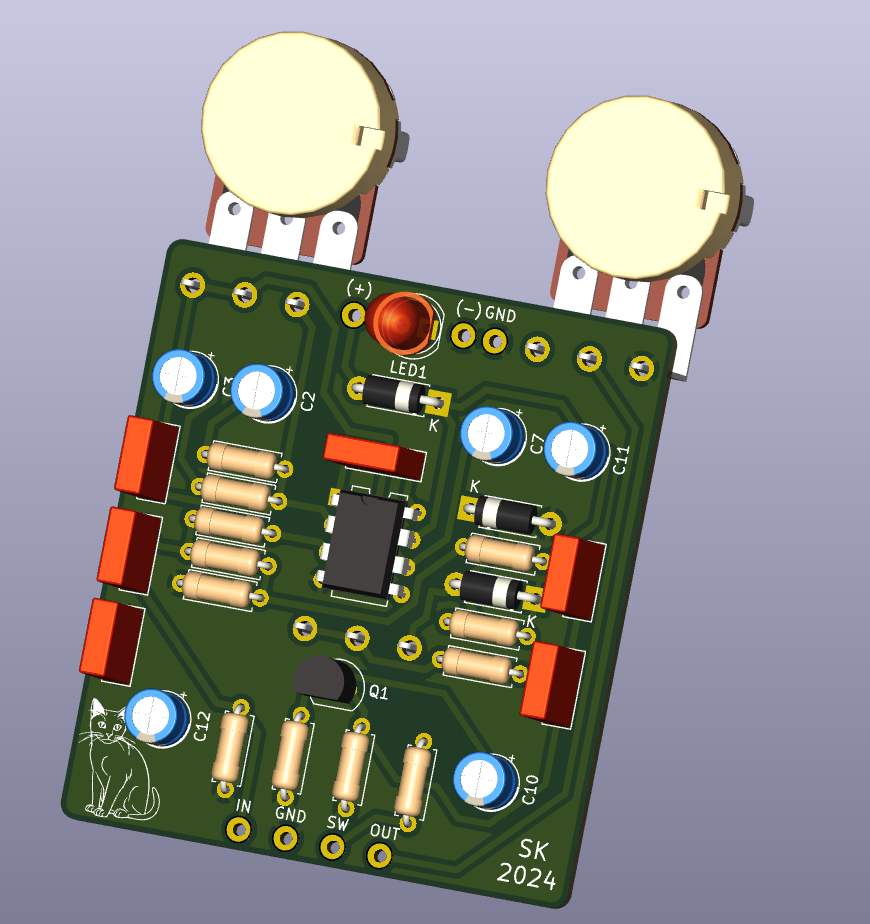 (+)
(-) GND
LED1
K
C3
C2
C7
C11
K
K
Q1
C12
C10
IN
GND
SW
OUT
SK
2024